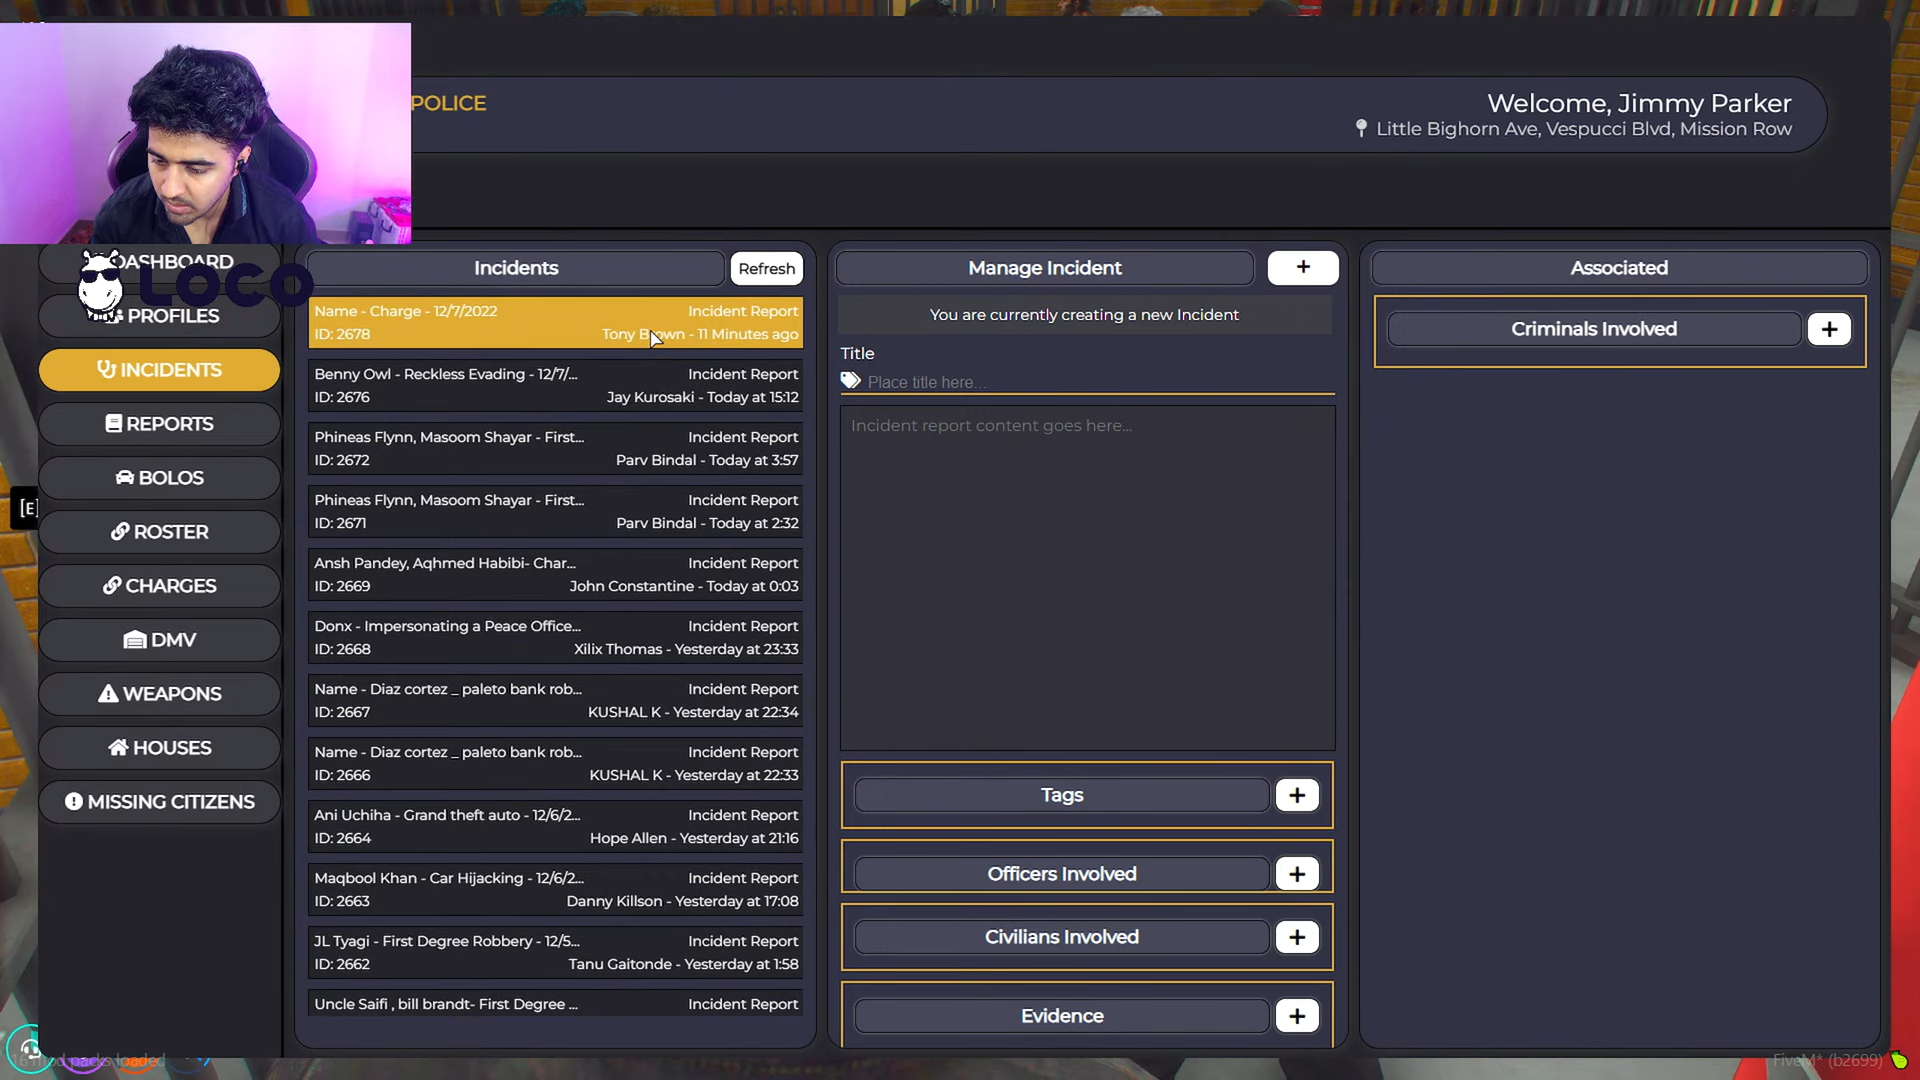 POLICE
Welcome, Jimmy Parker
Little Bighorn Ave, Vespucci Blvd, Mission Row
DASHBOARD
LOCO
PROFILES
INCIDENTS
REPORTS
BOLOS
[E]
ROSTER
CHARGES
DMV
WEAPONS
HOUSES
MISSING CITIZENS
Incidents
Refresh
Name - Charge - 12/7/2022 Incident Report
ID: 2678 Tony Brown - 11 Minutes ago
Benny Owl - Reckless Evading - 12/7/... Incident Report
ID: 2676 Jay Kurosaki - Today at 15:12
Phineas Flynn, Masoom Shayar - First... Incident Report
ID: 2672 Parv Bindal - Today at 3:57
Phineas Flynn, Masoom Shayar - First... Incident Report
ID: 2671 Parv Bindal - Today at 2:32
Ansh Pandey, Aqhmed Habibi- Char... Incident Report
ID: 2669 John Constantine - Today at 0:03
Donx - Impersonating a Peace Office... Incident Report
ID: 2668 Xilix Thomas - Yesterday at 23:33
Name - Diaz cortez _ paleto bank rob... Incident Report
ID: 2667 KUSHAL K - Yesterday at 22:34
Name - Diaz cortez _ paleto bank rob... Incident Report
ID: 2666 KUSHAL K - Yesterday at 22:33
Ani Uchiha - Grand theft auto - 12/6/2... Incident Report
ID: 2664 Hope Allen - Yesterday at 21:16
Maqbool Khan - Car Hijacking - 12/6/2... Incident Report
ID: 2663 Danny Killson - Yesterday at 17:08
JL Tyagi - First Degree Robbery - 12/5... Incident Report
ID: 2662 Tanu Gaitonde - Yesterday at 1:58
Uncle Saifi , bill brandt- First Degree ... Incident Report
Manage Incident
+
You are currently creating a new Incident
Title
Place title here...
Incident report content goes here...
Tags +
Officers Involved +
Civilians Involved +
Evidence +
Associated
Criminals Involved +
mod packs loaded
FiveM* (b2699)